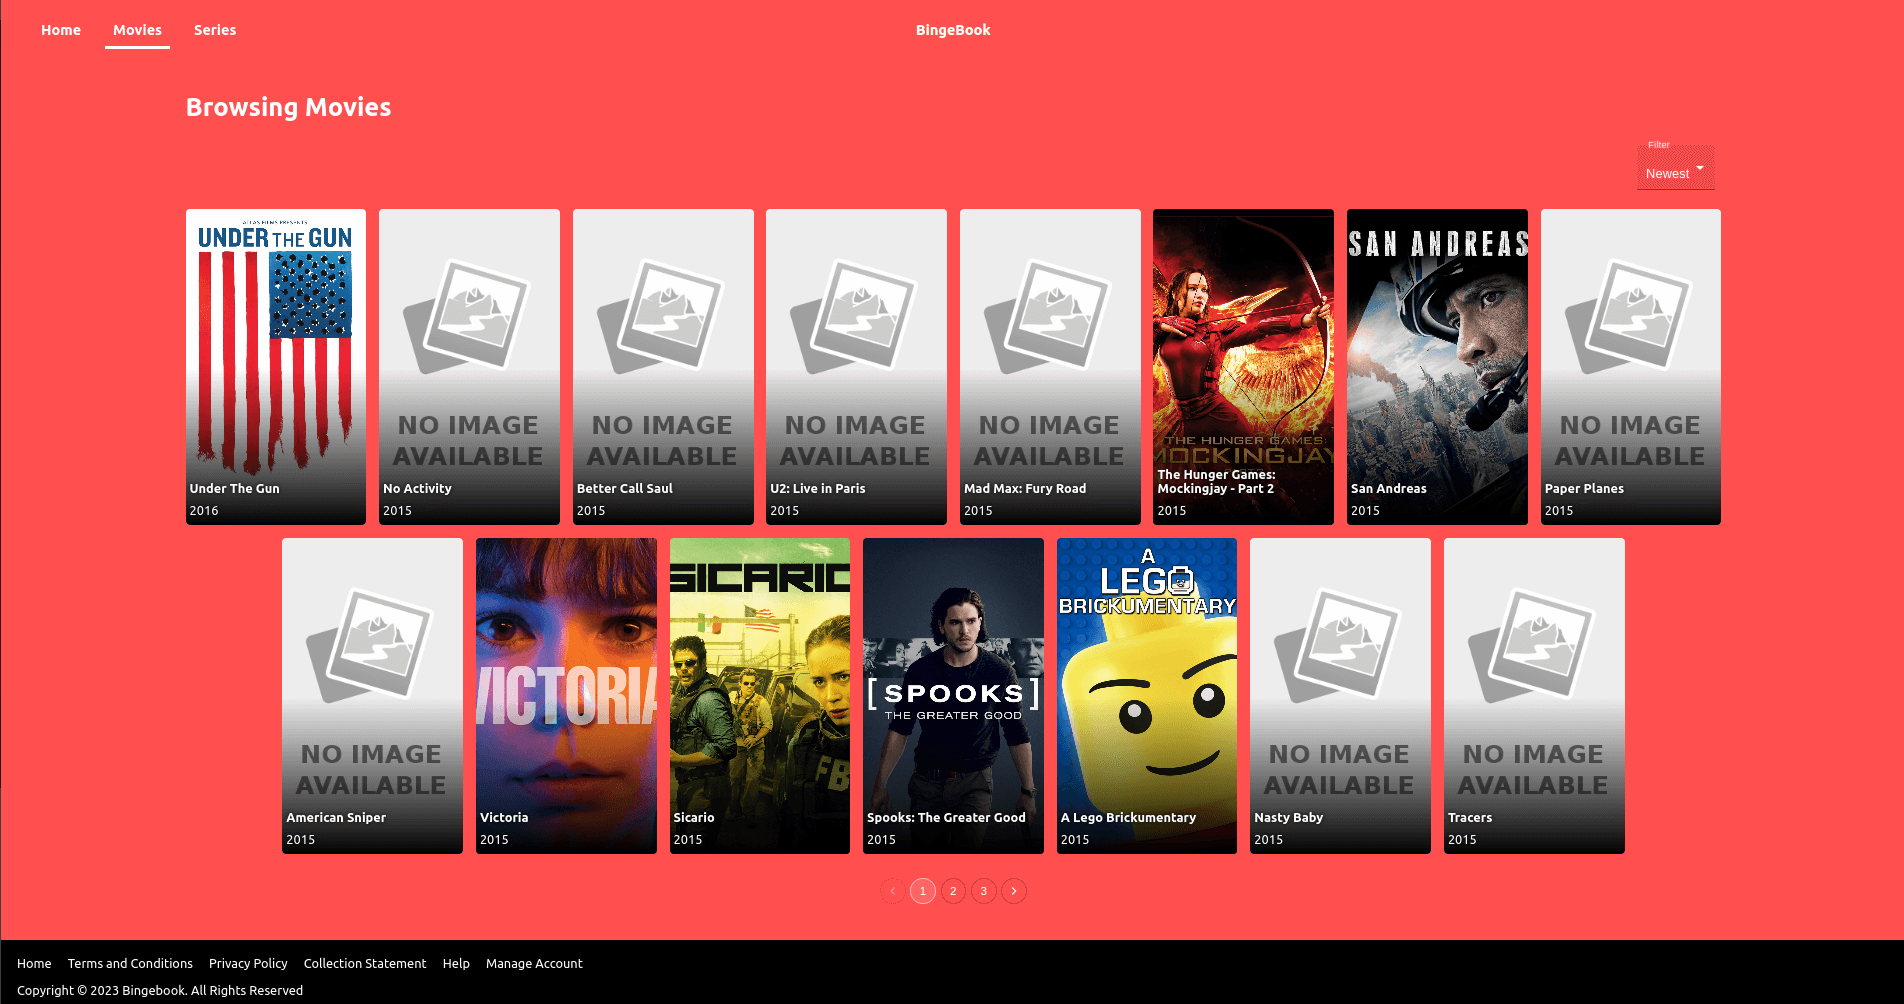 Home Movies Series BingeBook
Browsing Movies
Filter
Newest
ATLAS FILMS PRESENTS
UNDER THE GUN
Under The Gun
2016
NO IMAGE
AVAILABLE
No Activity
2015
NO IMAGE
AVAILABLE
Better Call Saul
2015
NO IMAGE
AVAILABLE
U2: Live in Paris
2015
NO IMAGE
AVAILABLE
Mad Max: Fury Road
2015
THE HUNGER GAMES:
MOCKINGJAY
The Hunger Games:
Mockingjay - Part 2
2015
SAN ANDREAS
San Andreas
2015
NO IMAGE
AVAILABLE
Paper Planes
2015
NO IMAGE
AVAILABLE
American Sniper
2015
VICTORIA
Victoria
2015
SICARIO
FB
Sicario
2015
[SPOOKS]
THE GREATER GOOD
Spooks: The Greater Good
2015
A
LEGO
BRICKUMENTARY
A Lego Brickumentary
2015
NO IMAGE
AVAILABLE
Nasty Baby
2015
NO IMAGE
AVAILABLE
Tracers
2015
< 1 2 3 >
Home Terms and Conditions Privacy Policy Collection Statement Help Manage Account
Copyright © 2023 Bingebook. All Rights Reserved